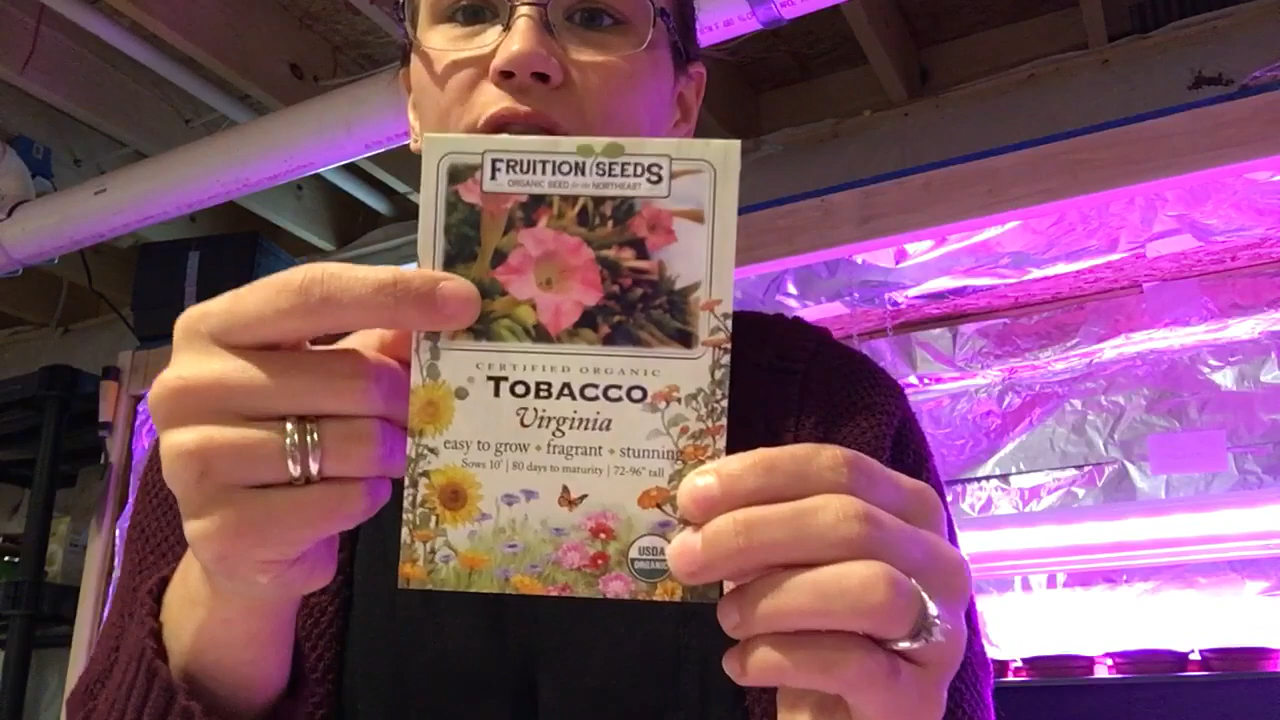 FRUITION SEEDS
ORGANIC SEED for the NORTHEAST
CERTIFIED ORGANIC
TOBACCO
Virginia
easy to grow • fragrant • stunning
Sows 10' | 80 days to maturity | 72-96" tall
USDA
ORGANIC